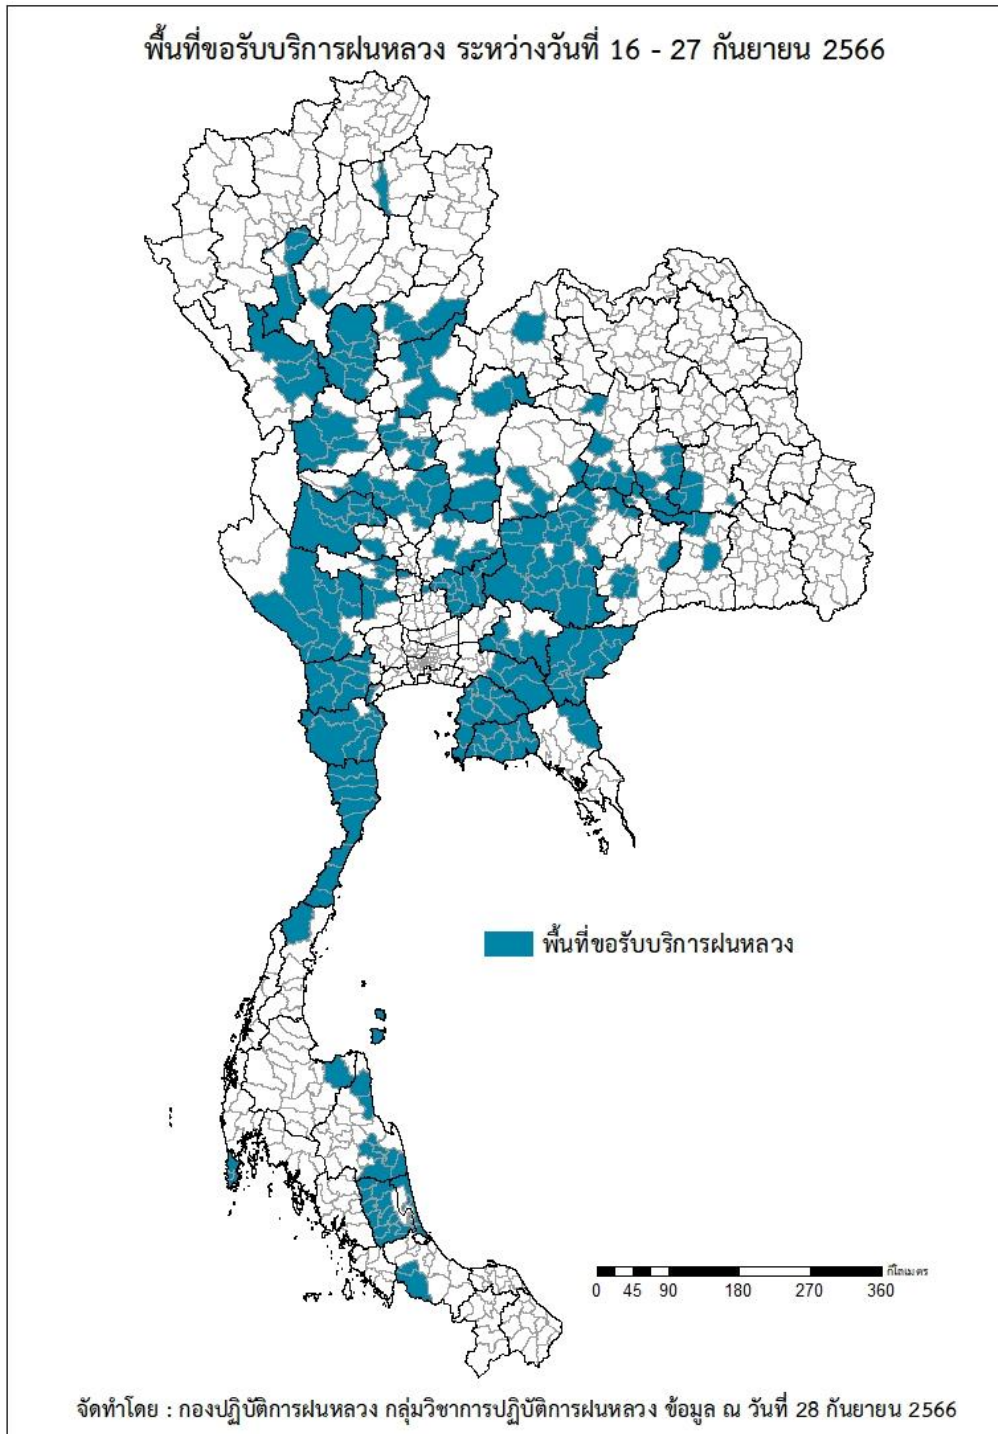 พื้นที่ขอรับบริการฝนหลวง ระหว่างวันที่ 16 - 27 กันยายน 2566
พื้นที่ขอรับบริการฝนหลวง
กิโลเมตร
0 45 90 180 270 360
จัดทำโดย : กองปฏิบัติการฝนหลวง กลุ่มวิชาการปฏิบัติการฝนหลวง ข้อมูล ณ วันที่ 28 กันยายน 2566